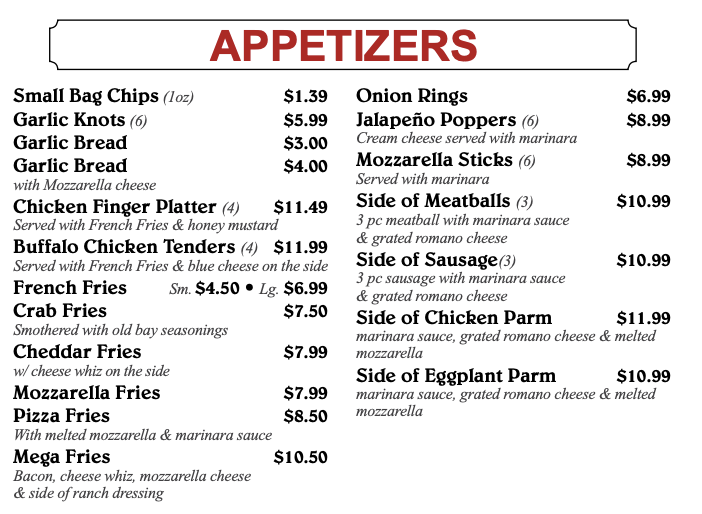 APPETIZERS
Small Bag Chips (1oz) $1.39
Garlic Knots (6) $5.99
Garlic Bread $3.00
Garlic Bread $4.00
with Mozzarella cheese
Chicken Finger Platter (4) $11.49
Served with French Fries & honey mustard
Buffalo Chicken Tenders (4) $11.99
Served with French Fries & blue cheese on the side
French Fries Sm. $4.50 • Lg. $6.99
Crab Fries $7.50
Smothered with old bay seasonings
Cheddar Fries $7.99
w/ cheese whiz on the side
Mozzarella Fries $7.99
Pizza Fries $8.50
With melted mozzarella & marinara sauce
Mega Fries $10.50
Bacon, cheese whiz, mozzarella cheese
& side of ranch dressing
Onion Rings $6.99
Jalapeño Poppers (6) $8.99
Cream cheese served with marinara
Mozzarella Sticks (6) $8.99
Served with marinara
Side of Meatballs (3) $10.99
3 pc meatball with marinara sauce
& grated romano cheese
Side of Sausage(3) $10.99
3 pc sausage with marinara sauce
& grated romano cheese
Side of Chicken Parm $11.99
marinara sauce, grated romano cheese & melted
mozzarella
Side of Eggplant Parm $10.99
marinara sauce, grated romano cheese & melted
mozzarella